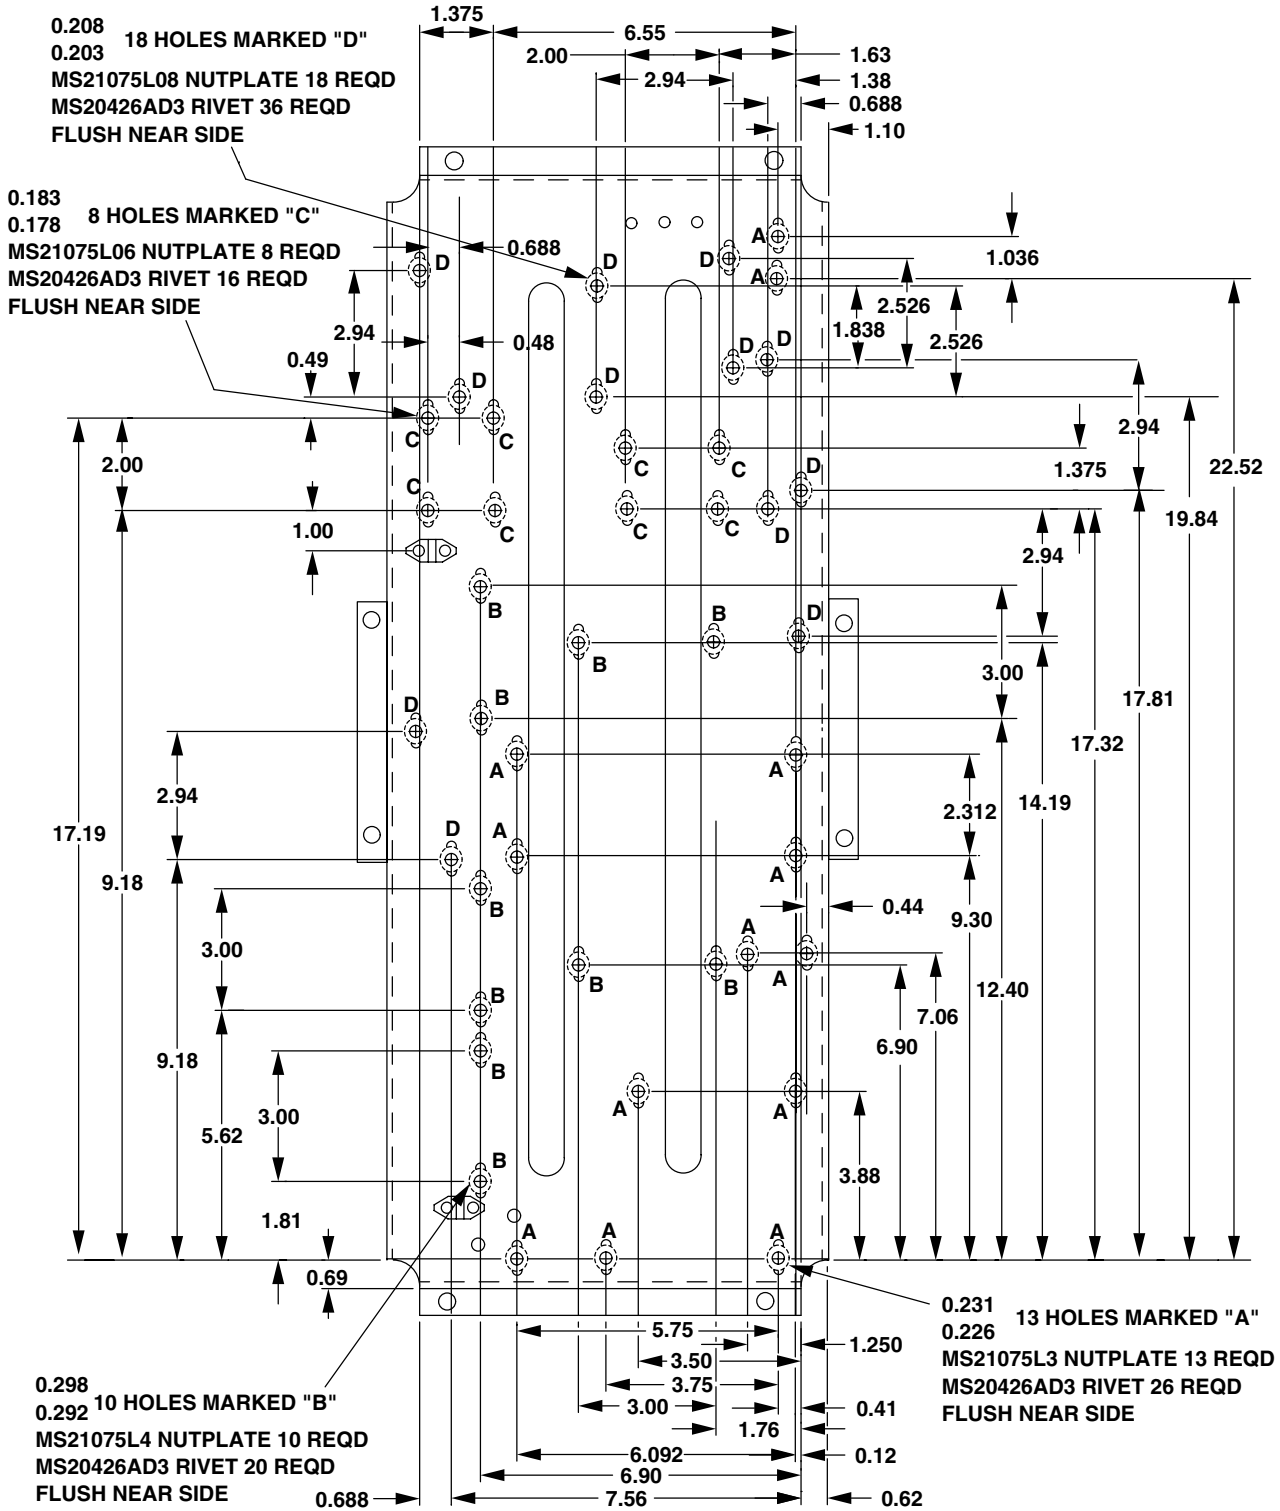 1.375
6.55
0.208
0.203
18 HOLES MARKED "D"
MS21075L08 NUTPLATE 18 REQD
MS20426AD3 RIVET 36 REQD
FLUSH NEAR SIDE
2.00
1.63
2.94
1.38
0.688
1.10
0.183
0.178
8 HOLES MARKED "C"
MS21075L06 NUTPLATE 8 REQD
MS20426AD3 RIVET 16 REQD
FLUSH NEAR SIDE
0.688
A
1.036
D
D
D
A
2.526
2.94
1.838
2.526
0.49
0.48
D
D
D
D
2.94
C
C
2.00
C
C
1.375
22.52
D
C
1.00
C
C
C
D
19.84
2.94
B
B
B
D
3.00
17.81
D
B
17.32
A
A
2.94
2.312
14.19
17.19
D
A
9.18
A
B
0.44
9.30
3.00
A
A
B
B
12.40
7.06
B
9.18
6.90
B
3.00
A
A
5.62
B
3.88
1.81
A
A
A
0.69
0.231
0.226
13 HOLES MARKED "A"
MS21075L3 NUTPLATE 13 REQD
MS20426AD3 RIVET 26 REQD
FLUSH NEAR SIDE
5.75
1.250
3.50
3.75
0.298
0.292
10 HOLES MARKED "B"
MS21075L4 NUTPLATE 10 REQD
MS20426AD3 RIVET 20 REQD
FLUSH NEAR SIDE
3.00
0.41
1.76
6.092
0.12
6.90
0.688
7.56
0.62